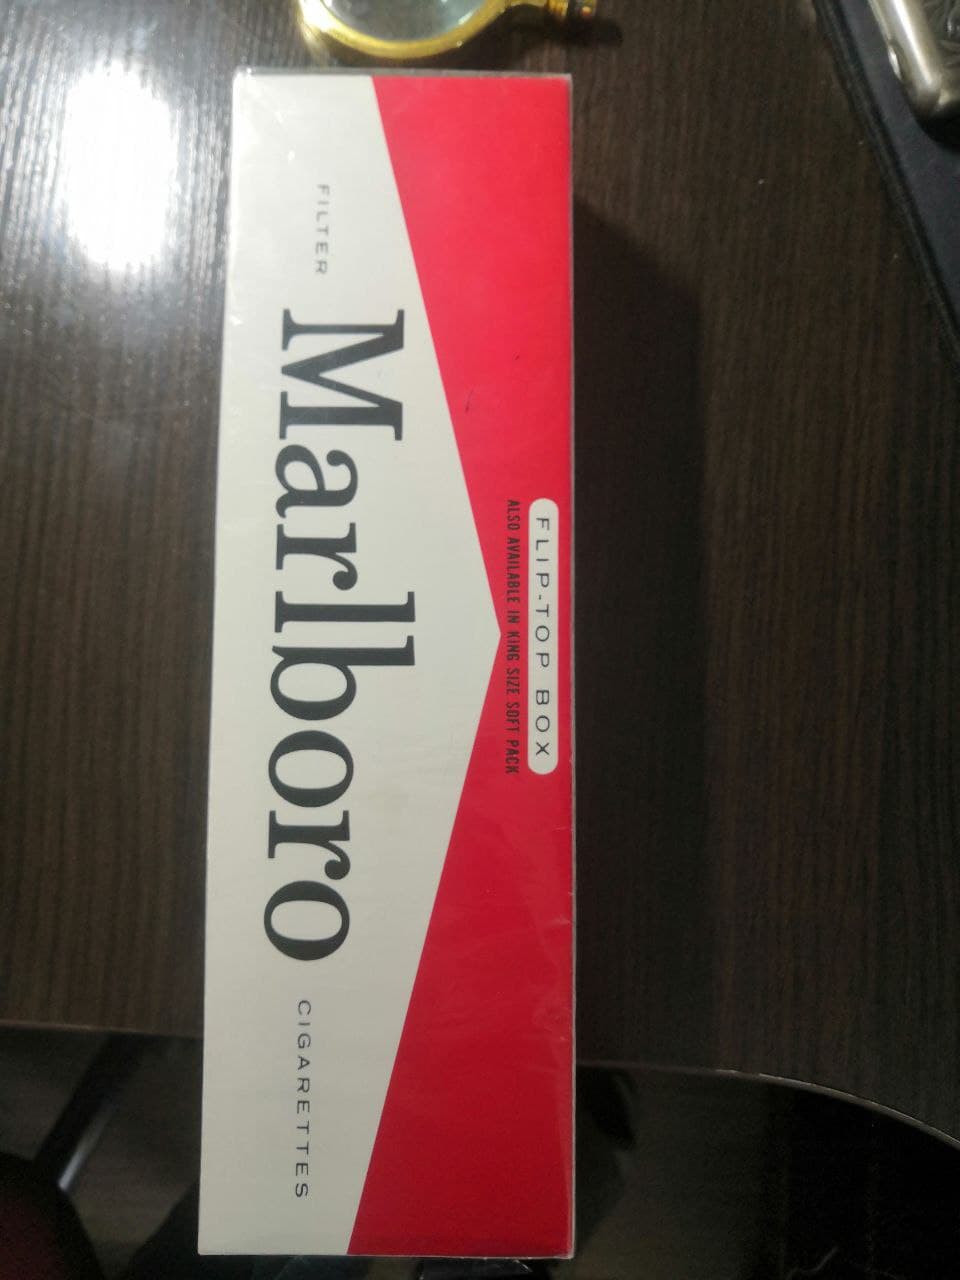 FLIP-TOP BOX
ALSO AVAILABLE IN KING SIZE SOFT PACK
FILTER Marlboro CIGARETTES